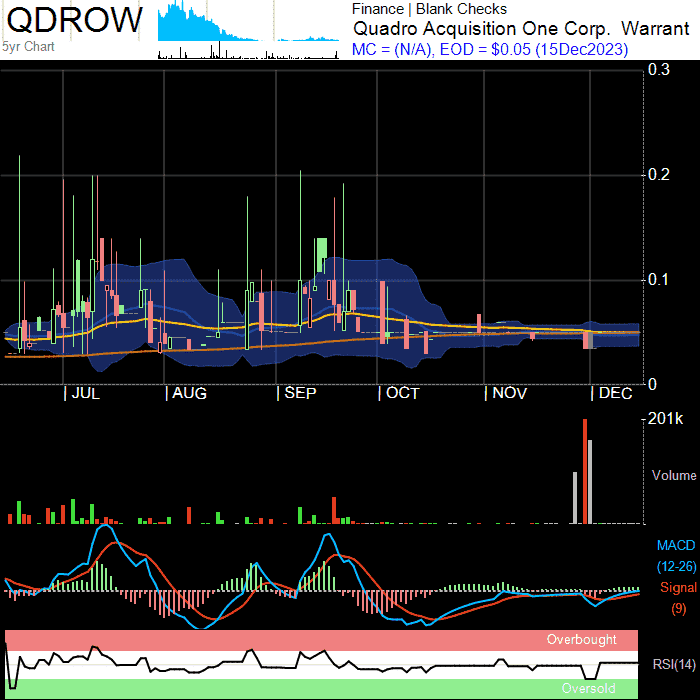 QDROW
Finance | Blank Checks
Quadro Acquisition One Corp.  Warrant
5yr Chart
MC = (N/A), EOD = $0.05 (15Dec2023)
0.3
0.2
0.1
0
| JUL | AUG | SEP | OCT | NOV | DEC
201k
Volume
MACD
(12-26)
Signal
(9)
Overbought
RSI(14)
Oversold